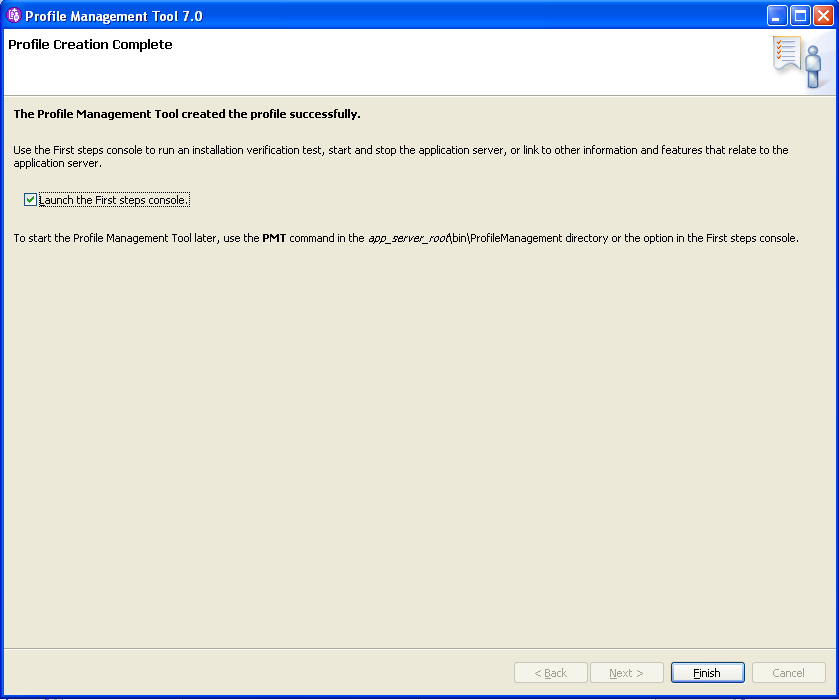 Profile Management Tool 7.0
Profile Creation Complete
The Profile Management Tool created the profile successfully.
Use the First steps console to run an installation verification test, start and stop the application server, or link to other information and features that relate to the
application server.
Launch the First steps console.
To start the Profile Management Tool later, use the PMT command in the app_server_root\bin\ProfileManagement directory or the option in the First steps console.
< Back
Next >
Finish
Cancel